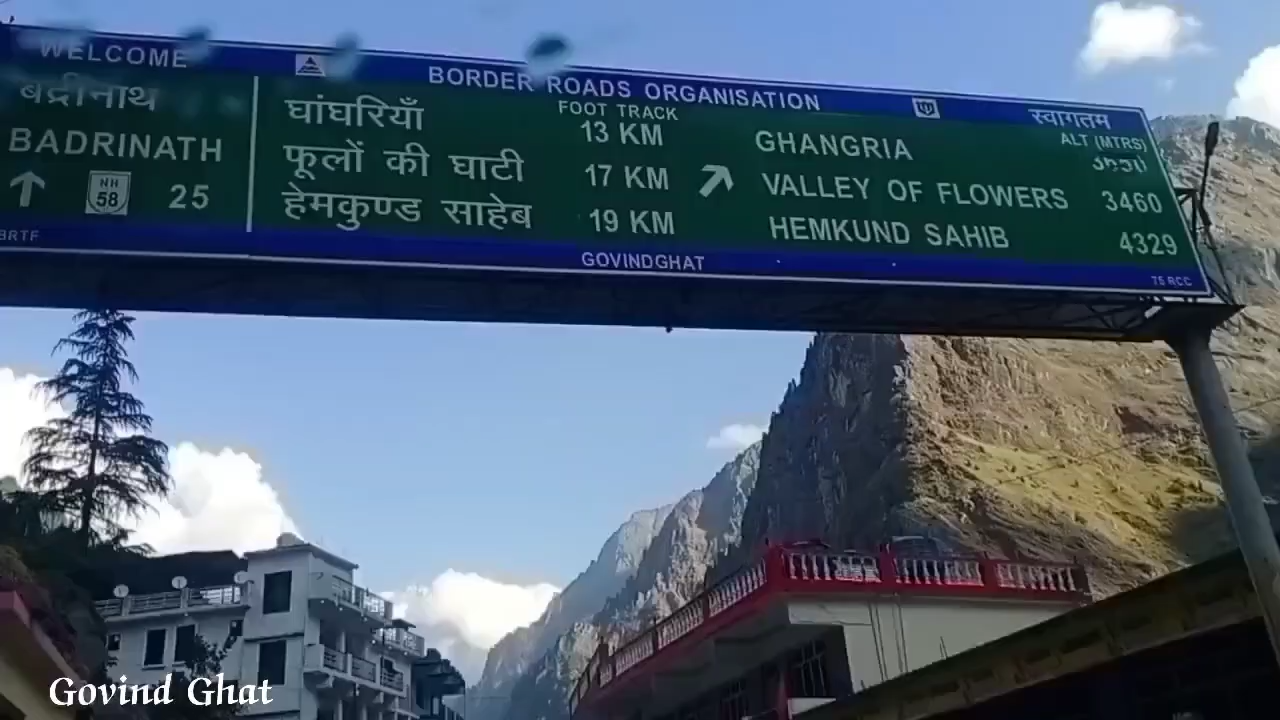 WELCOME
BORDER ROADS ORGANISATION
स्वागतम
बद्रीनाथ
BADRINATH
NH
58
25
BRTF
FOOT TRACK
ALT (MTRS)
घांघरियाँ 13 KM GHANGRIA
फूलों की घाटी 17 KM VALLEY OF FLOWERS 3460
हेमकुण्ड साहेब 19 KM HEMKUND SAHIB 4329
GOVINDGHAT
75 RCC
Govind Ghat